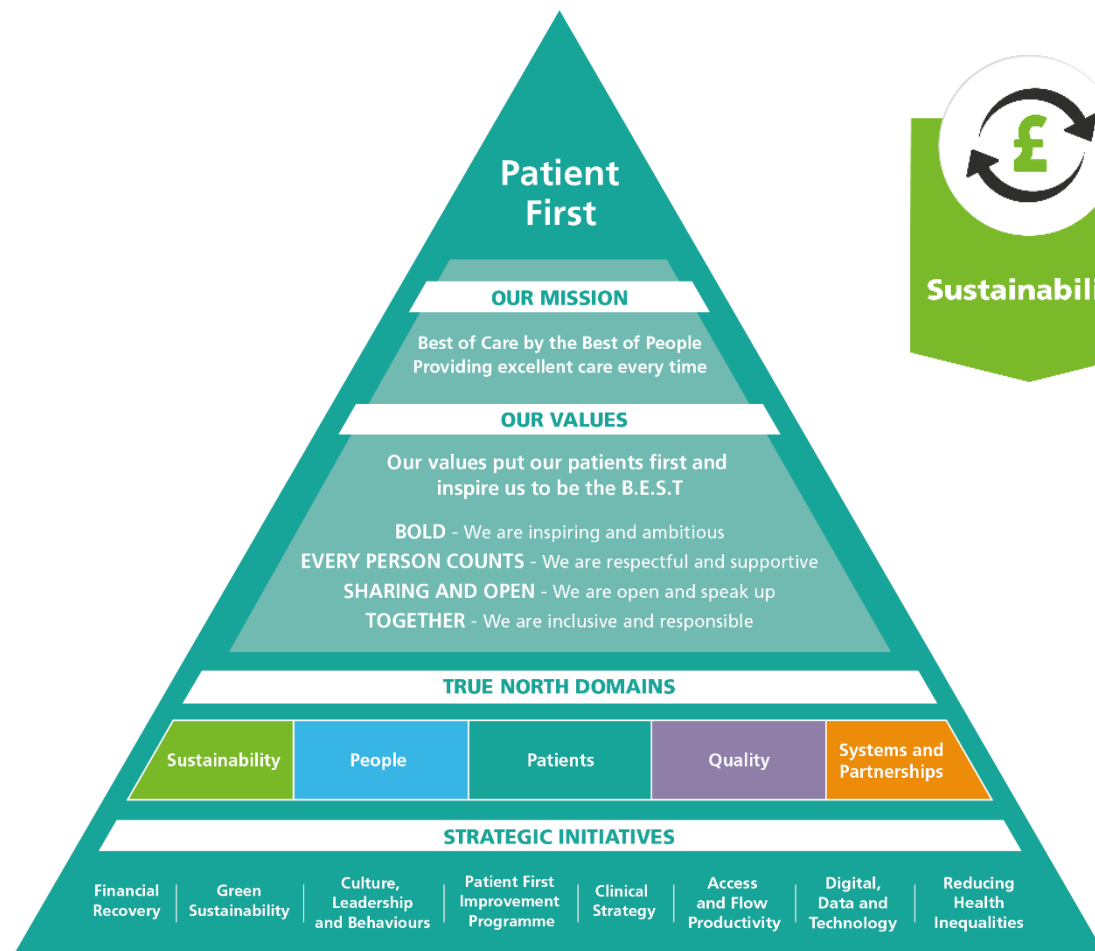 Patient
First
OUR MISSION
Best of Care by the Best of People
Providing excellent care every time
OUR VALUES
Our values put our patients first and
inspire us to be the B.E.S.T
BOLD - We are inspiring and ambitious
EVERY PERSON COUNTS - We are respectful and supportive
SHARING AND OPEN - We are open and speak up
TOGETHER - We are inclusive and responsible
TRUE NORTH DOMAINS
Sustainability
People
Patients
Quality
Systems and
Partnerships
STRATEGIC INITIATIVES
Financial
Recovery
Green
Sustainability
Culture,
Leadership
and Behaviours
Patient First
Improvement
Programme
Clinical
Strategy
Access
and Flow
Productivity
Digital,
Data and
Technology
Reducing
Health
Inequalities
£
Sustainabili